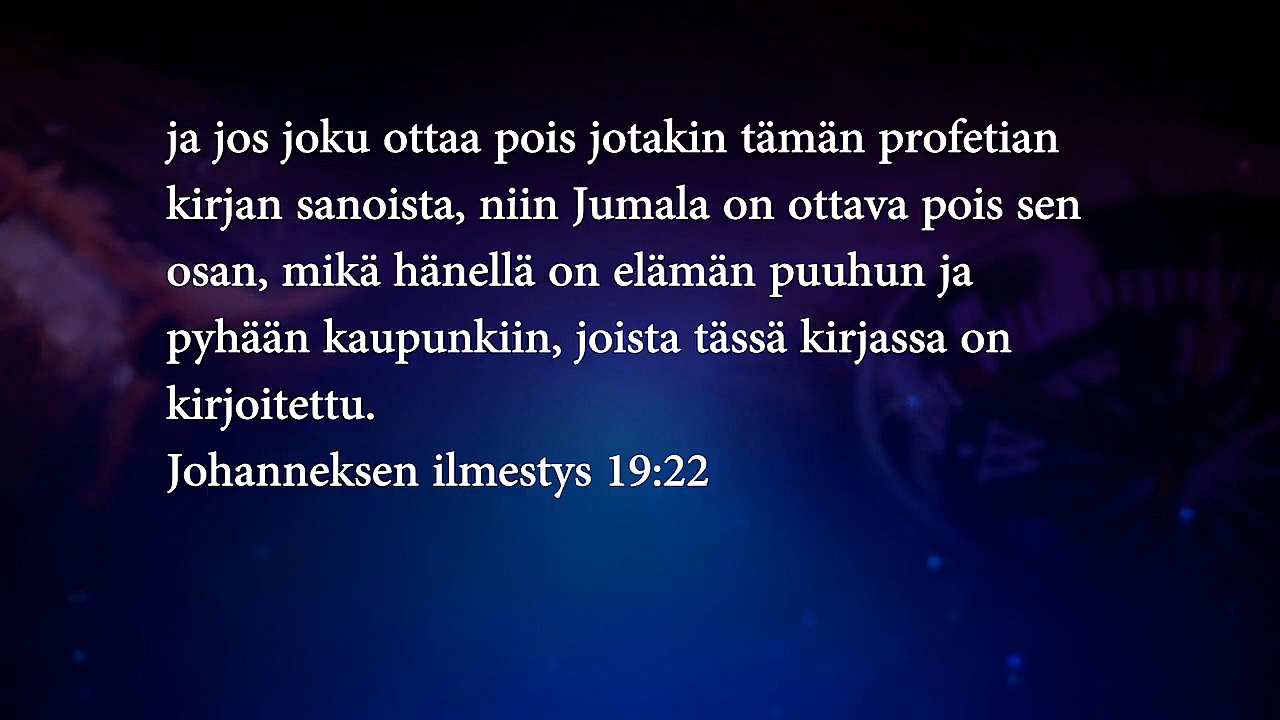 ja jos joku ottaa pois jotakin tämän profetian
kirjan sanoista, niin Jumala on ottava pois sen
osan, mikä hänellä on elämän puuhun ja
pyhään kaupunkiin, joista tässä kirjassa on
kirjoitettu.
Johanneksen ilmestys 19:22